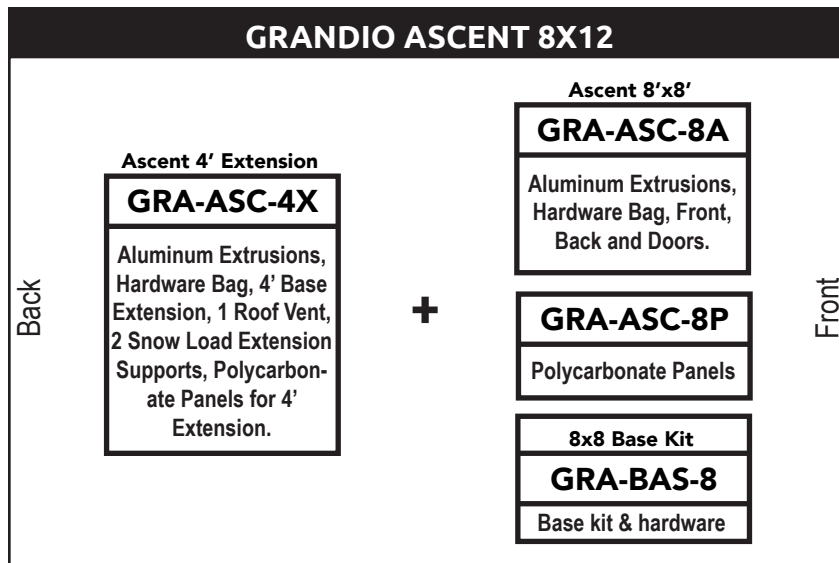 GRANDIO ASCENT 8X12
Back
Ascent 4’ Extension
GRA-ASC-4X
Aluminum Extrusions,
Hardware Bag, 4’ Base
Extension, 1 Roof Vent,
2 Snow Load Extension
Supports, Polycarbon-
ate Panels for 4’
Extension.
+
Ascent 8’x8’
GRA-ASC-8A
Aluminum Extrusions,
Hardware Bag, Front,
Back and Doors.
GRA-ASC-8P
Polycarbonate Panels
8x8 Base Kit
GRA-BAS-8
Base kit & hardware
Front